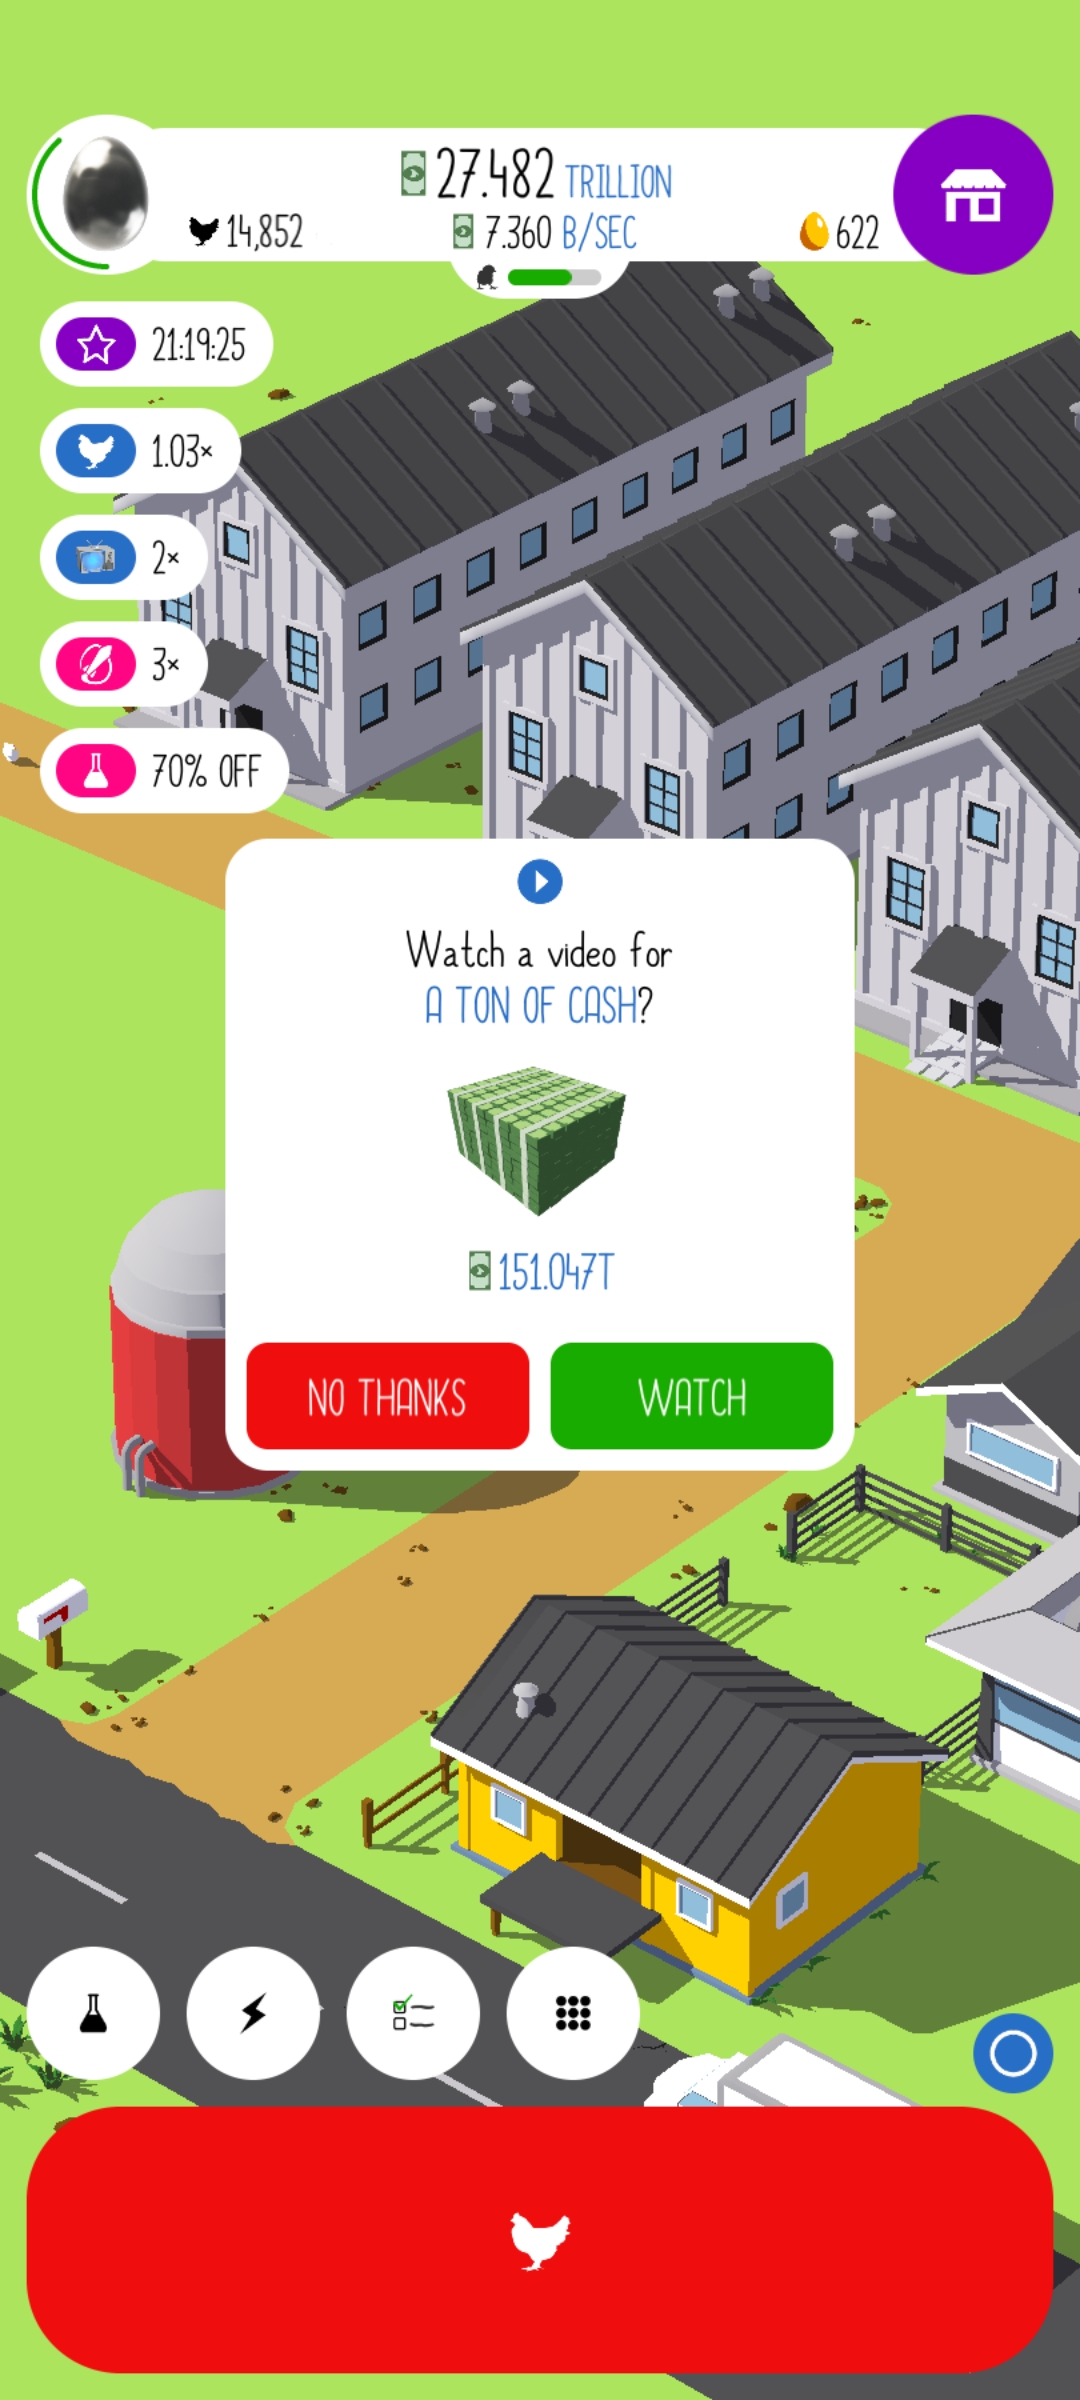 27.482 TRILLION
14,852
7.360 B/SEC
622
21:19:25
1.03×
2×
3×
70% OFF
Watch a video for
A TON OF CASH?
151.047T
NO THANKS
WATCH